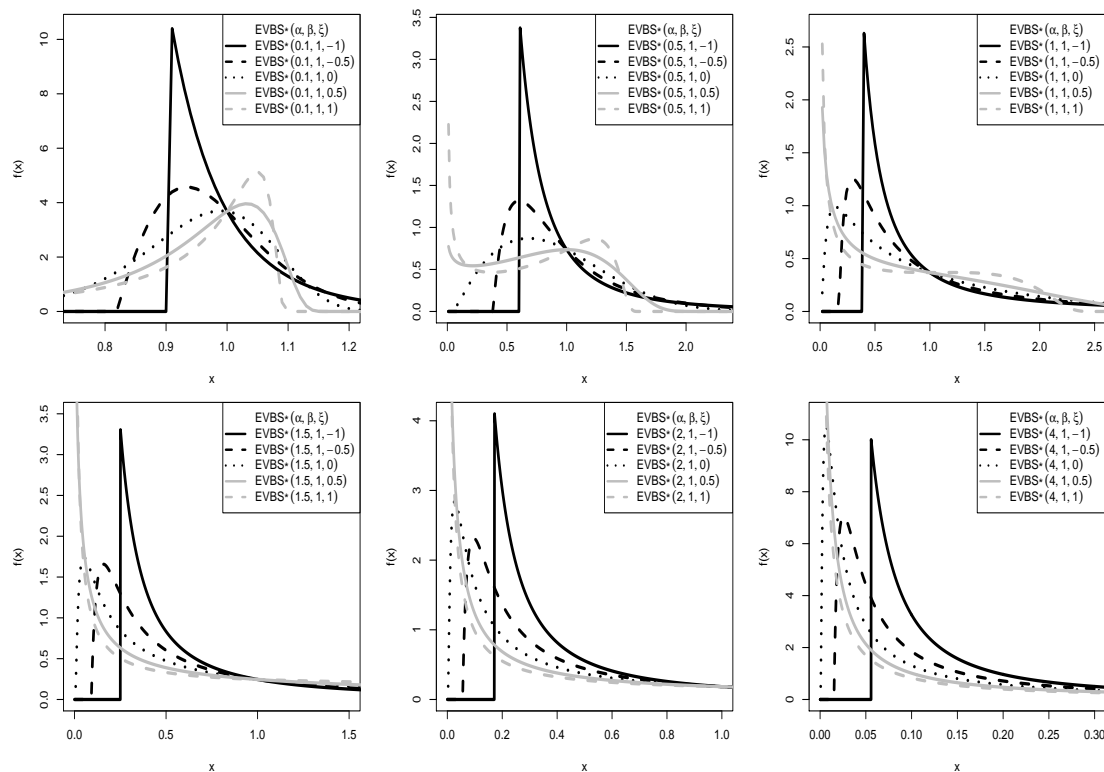 EVBS*(α, β, ξ)
EVBS*(0.1, 1, −1)
EVBS*(0.1, 1, −0.5)
EVBS*(0.1, 1, 0)
EVBS*(0.1, 1, 0.5)
EVBS*(0.1, 1, 1)
f(x)
0 2 4 6 8 10
0.8 0.9 1.0 1.1 1.2
x
EVBS*(α, β, ξ)
EVBS*(0.5, 1, −1)
EVBS*(0.5, 1, −0.5)
EVBS*(0.5, 1, 0)
EVBS*(0.5, 1, 0.5)
EVBS*(0.5, 1, 1)
f(x)
0.0 0.5 1.0 1.5 2.0 2.5 3.0 3.5
0.0 0.5 1.0 1.5 2.0
x
EVBS*(α, β, ξ)
EVBS*(1, 1, −1)
EVBS*(1, 1, −0.5)
EVBS*(1, 1, 0)
EVBS*(1, 1, 0.5)
EVBS*(1, 1, 1)
f(x)
0.0 0.5 1.0 1.5 2.0 2.5
0.0 0.5 1.0 1.5 2.0 2.5
x
EVBS*(α, β, ξ)
EVBS*(1.5, 1, −1)
EVBS*(1.5, 1, −0.5)
EVBS*(1.5, 1, 0)
EVBS*(1.5, 1, 0.5)
EVBS*(1.5, 1, 1)
f(x)
0.0 0.5 1.0 1.5 2.0 2.5 3.0 3.5
0.0 0.5 1.0 1.5
x
EVBS*(α, β, ξ)
EVBS*(2, 1, −1)
EVBS*(2, 1, −0.5)
EVBS*(2, 1, 0)
EVBS*(2, 1, 0.5)
EVBS*(2, 1, 1)
f(x)
0 1 2 3 4
0.0 0.2 0.4 0.6 0.8 1.0
x
EVBS*(α, β, ξ)
EVBS*(4, 1, −1)
EVBS*(4, 1, −0.5)
EVBS*(4, 1, 0)
EVBS*(4, 1, 0.5)
EVBS*(4, 1, 1)
f(x)
0 2 4 6 8 10
0.00 0.05 0.10 0.15 0.20 0.25 0.30
x